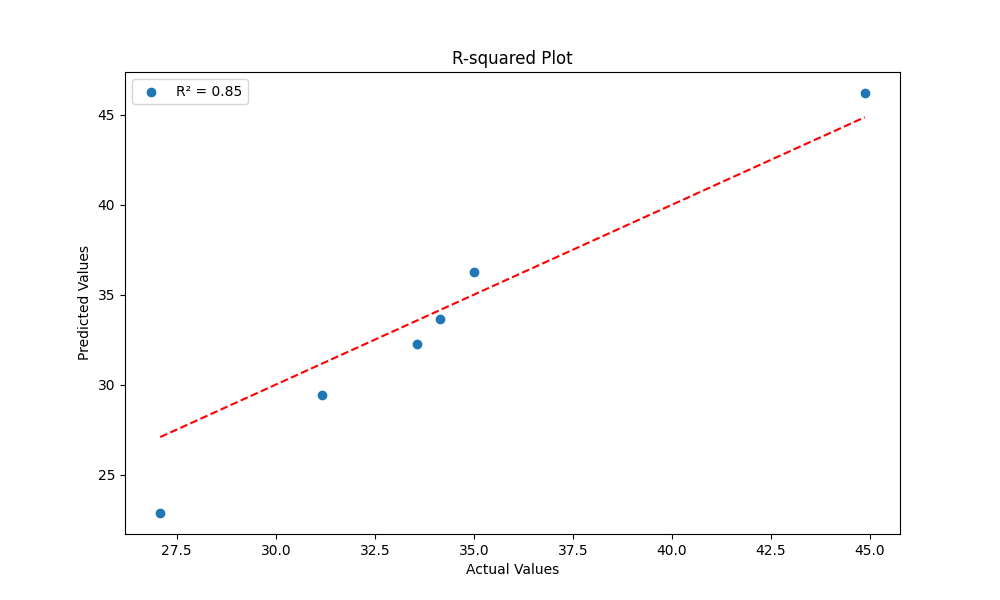 R-squared Plot
R² = 0.85
45
40
35
30
25
Predicted Values
27.5 30.0 32.5 35.0 37.5 40.0 42.5 45.0
Actual Values